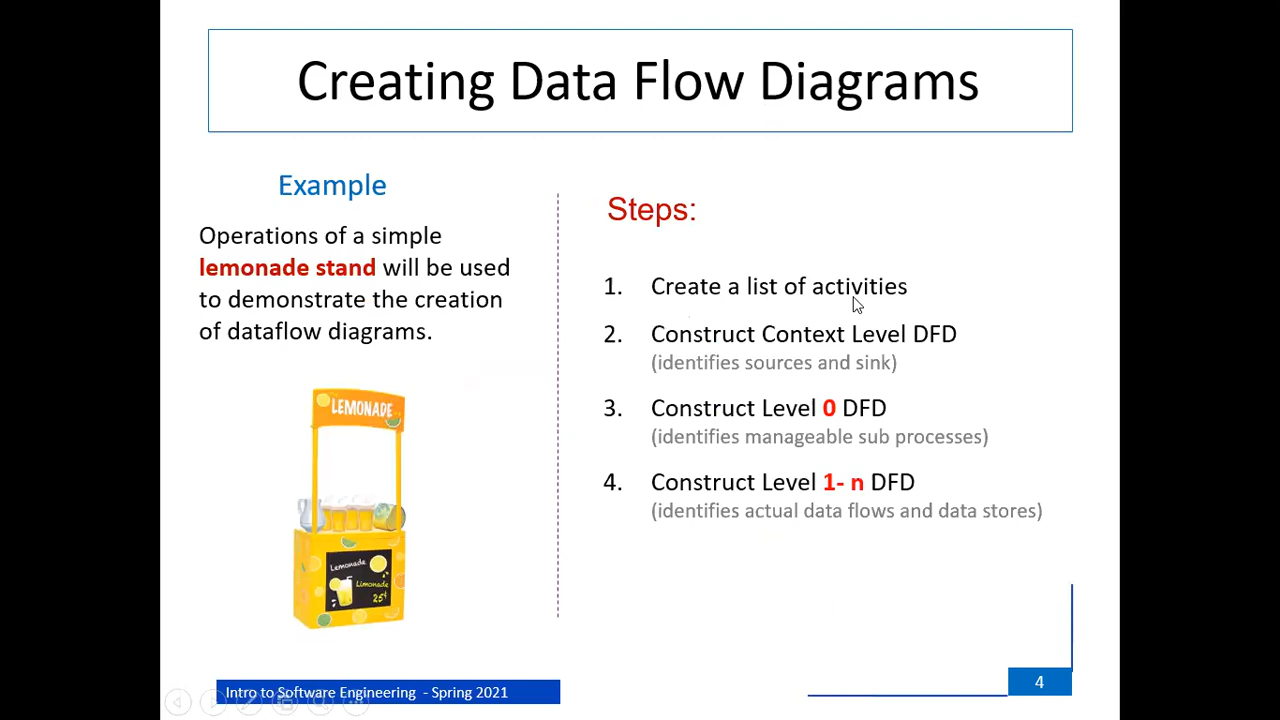 Creating Data Flow Diagrams
Example
Operations of a simple
lemonade stand will be used
to demonstrate the creation
of dataflow diagrams.
LEMONADE
Lemonade
Limonade
25¢
Steps:
1. Create a list of activities
2. Construct Context Level DFD
(identifies sources and sink)
3. Construct Level 0 DFD
(identifies manageable sub processes)
4. Construct Level 1- n DFD
(identifies actual data flows and data stores)
Intro to Software Engineering - Spring 2021
4